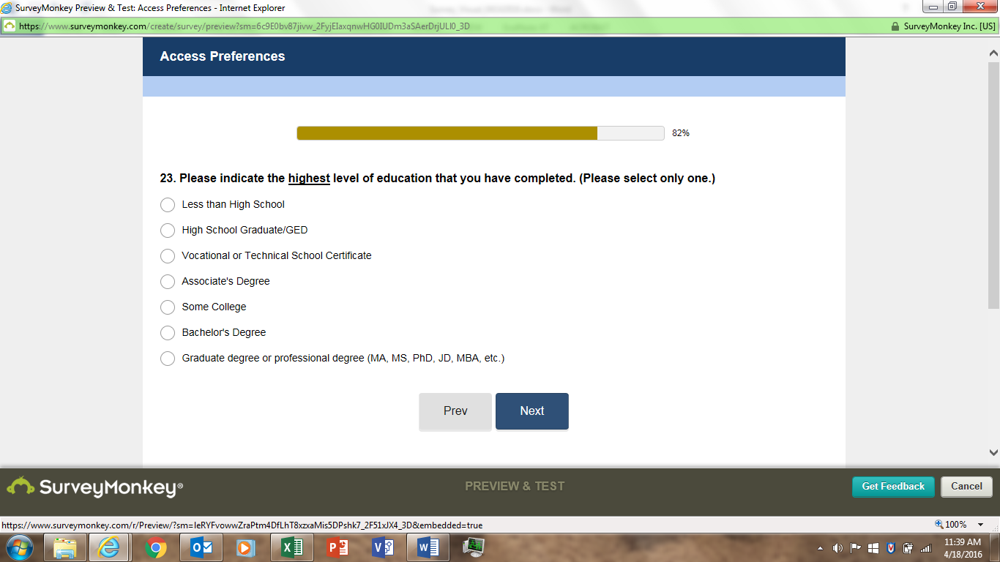 SurveyMonkey Preview & Test: Access Preferences - Internet Explorer
https://www.surveymonkey.com/create/survey/preview?sm=6c9E0bv87jivw_2FyjEIaxqnwHG0IUDm3aSAerDrjULl0_3D
SurveyMonkey Inc. [US]
Access Preferences
82%
23. Please indicate the highest level of education that you have completed. (Please select only one.)
Less than High School
High School Graduate/GED
Vocational or Technical School Certificate
Associate's Degree
Some College
Bachelor's Degree
Graduate degree or professional degree (MA, MS, PhD, JD, MBA, etc.)
Prev
Next
SurveyMonkey®
PREVIEW & TEST
Get Feedback
Cancel
https://www.surveymonkey.com/r/Preview/?sm=IeRYFvowwZraPtm4DfLhT8xzxaMis5DPshk7_2F51xJX4_3D&embedded=true
100%
11:39 AM
4/18/2016